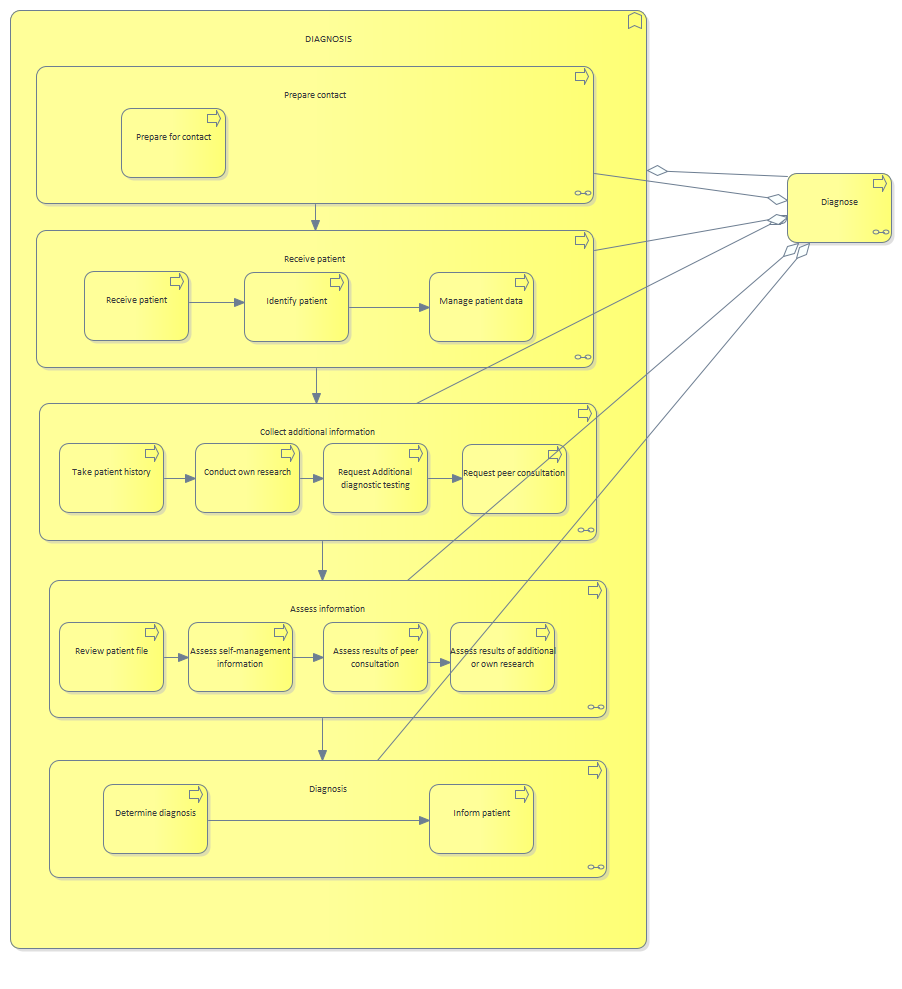 DIAGNOSIS
Prepare contact
Prepare for contact
Diagnose
Receive patient
Receive patient
Identify patient
Manage patient data
Collect additional information
Take patient history
Conduct own research
Request Additional
diagnostic testing
Request peer consultation
Assess information
Review patient file
Assess self-management
information
Assess results of peer
consultation
Assess results of additional
or own research
Diagnosis
Determine diagnosis
Inform patient